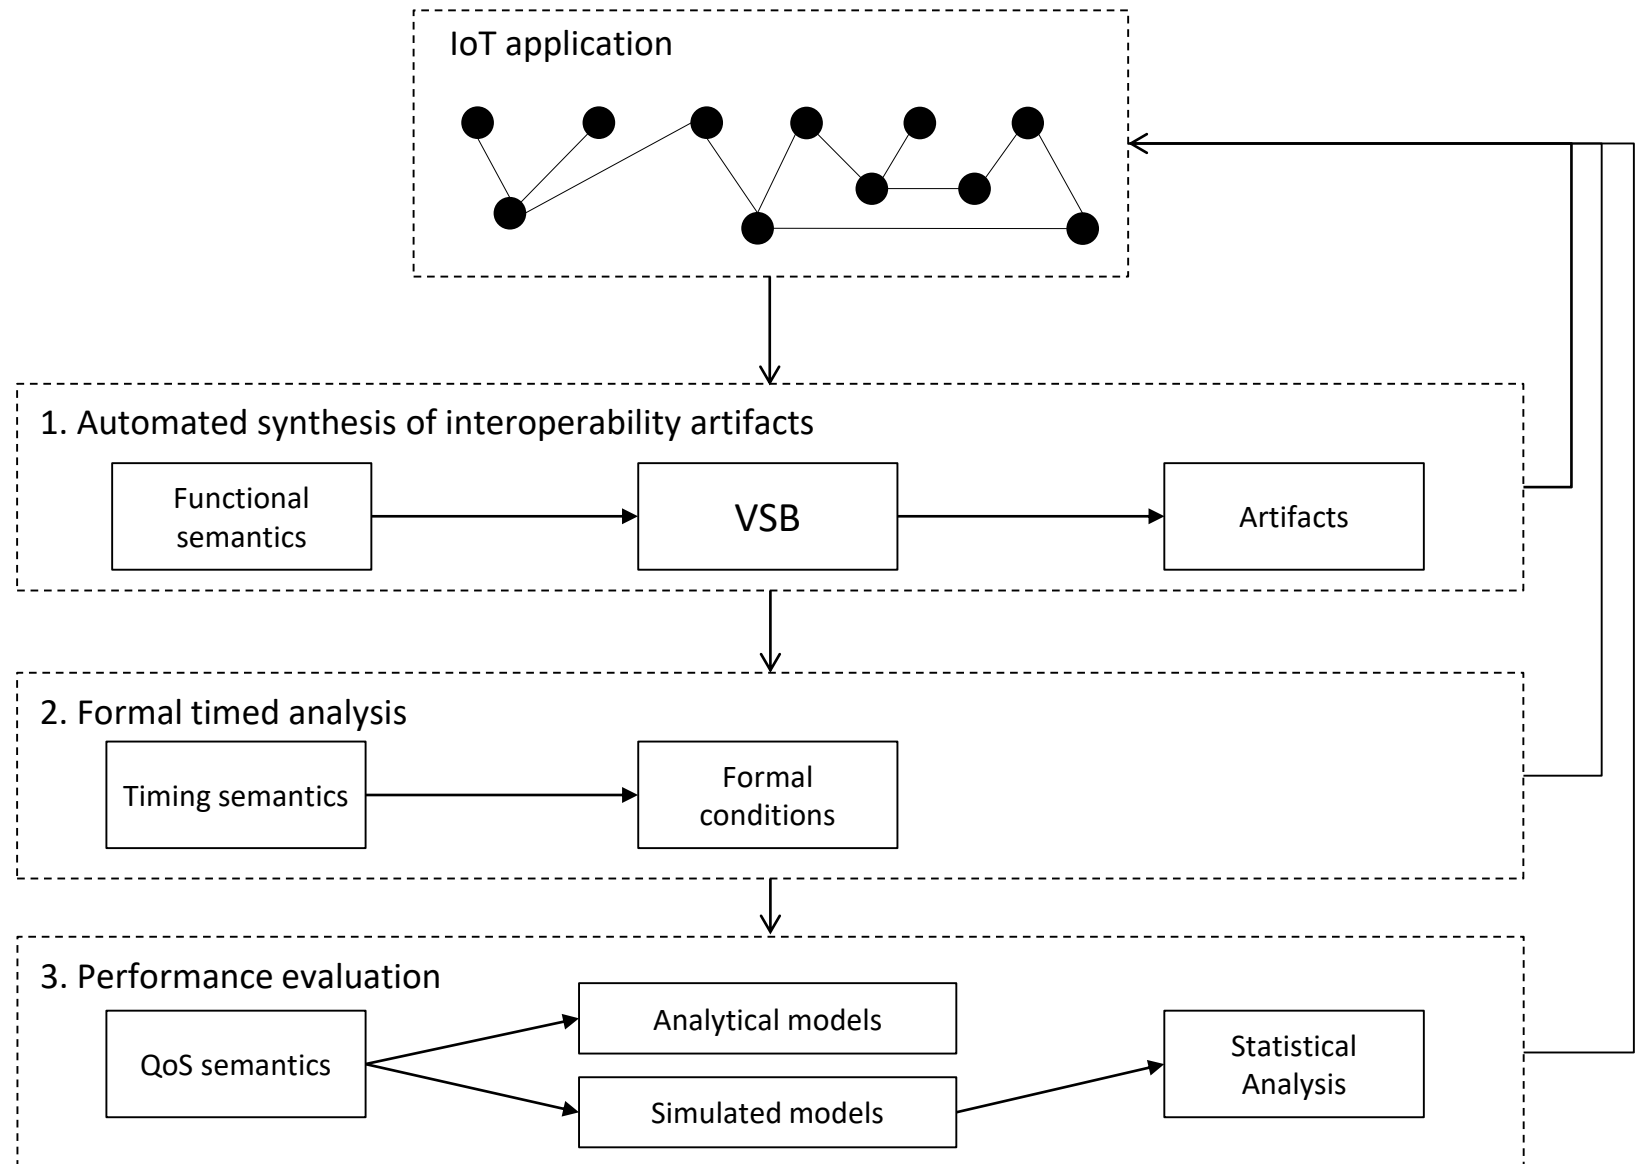 IoT application
1. Automated synthesis of interoperability artifacts
Functional
semantics
VSB
Artifacts
2. Formal timed analysis
Timing semantics
Formal
conditions
3. Performance evaluation
QoS semantics
Analytical models
Simulated models
Statistical
Analysis